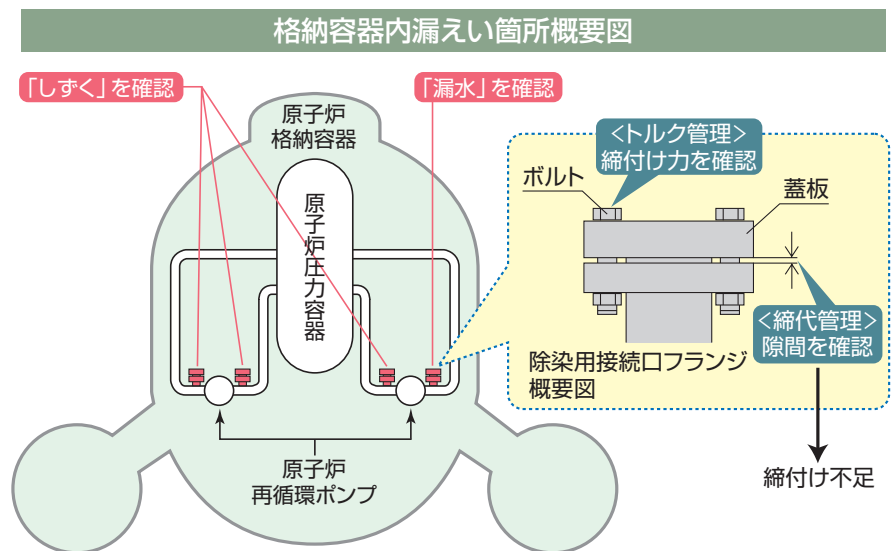 格納容器内漏えい箇所概要図
「しずく」を確認
「漏水」を確認
原子炉
格納容器
原子炉圧力容器
<トルク管理>
締付け力を確認
ボルト
蓋板
<締代管理>
隙間を確認
除染用接続口フランジ
概要図
原子炉
再循環ポンプ
締付け不足